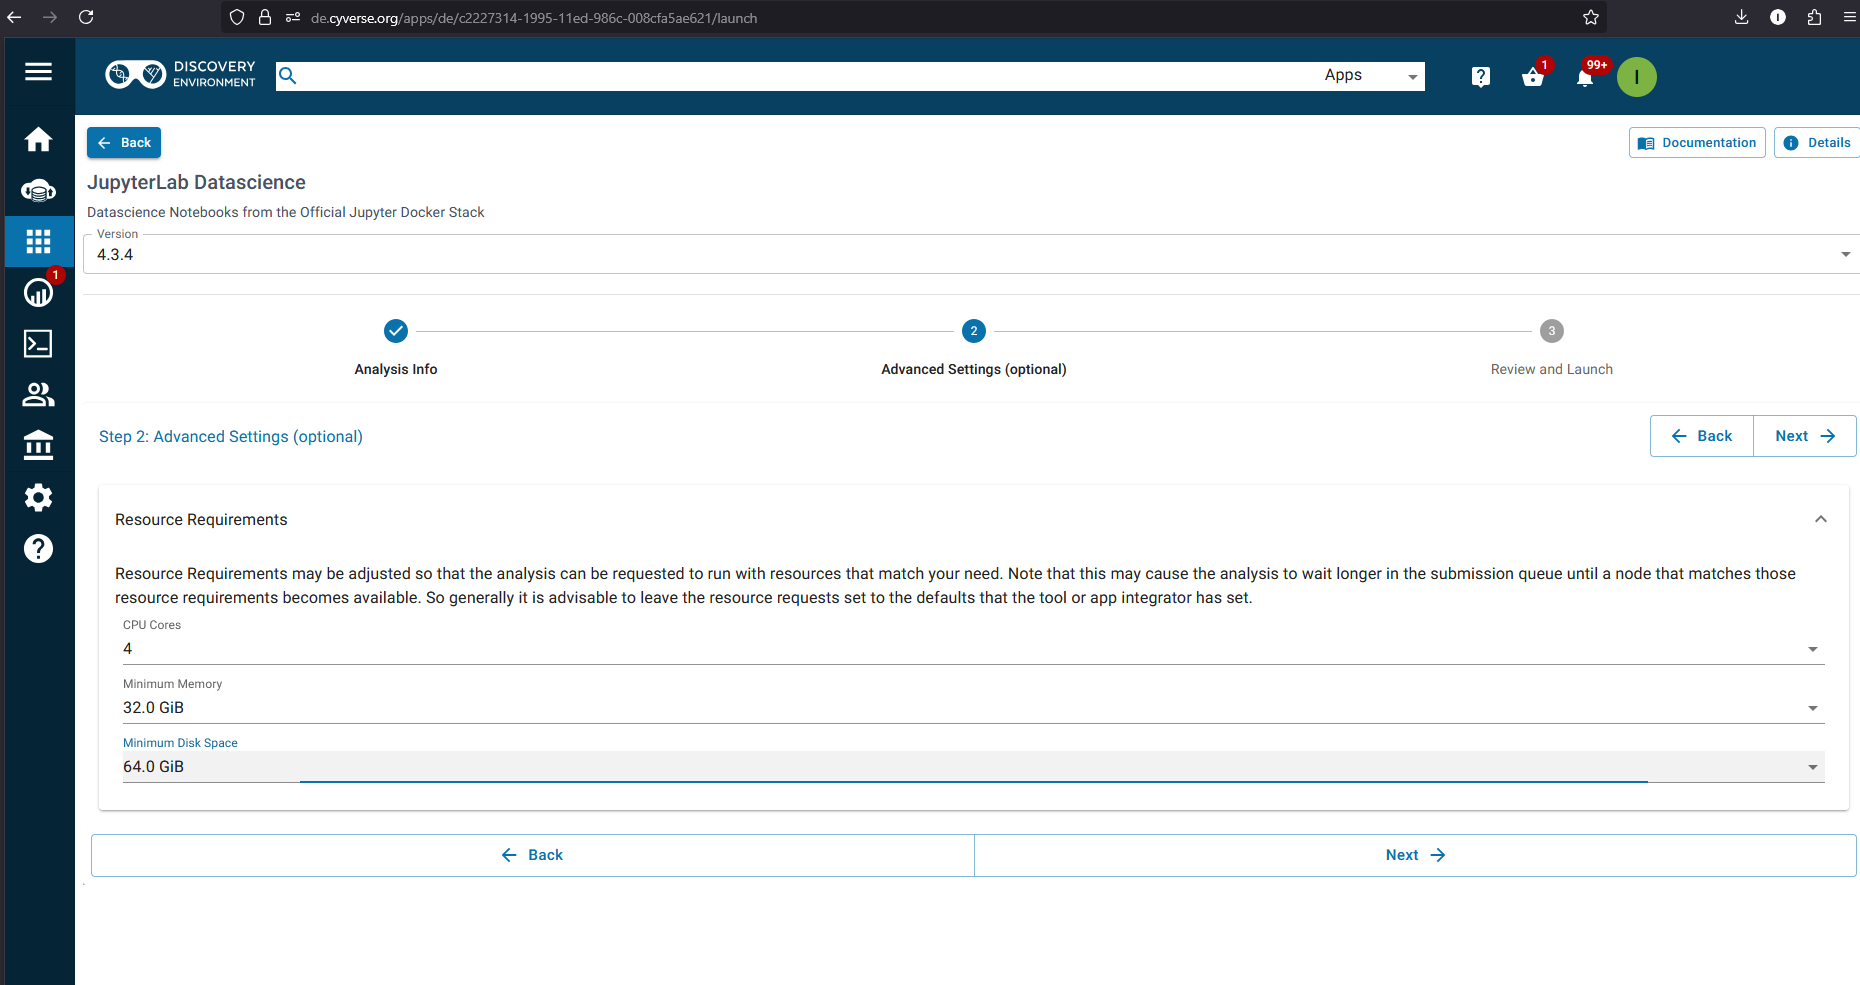 de.cyverse.org/apps/de/c2227314-1995-11ed-986c-008cfa5ae621/launch
DISCOVERY
ENVIRONMENT
Apps
1
99+
I
Back
Documentation
Details
JupyterLab Datascience
Datascience Notebooks from the Official Jupyter Docker Stack
Version
4.3.4
1
2
3
Analysis Info
Advanced Settings (optional)
Review and Launch
Step 2: Advanced Settings (optional)
Back
Next
Resource Requirements
Resource Requirements may be adjusted so that the analysis can be requested to run with resources that match your need. Note that this may cause the analysis to wait longer in the submission queue until a node that matches those
resource requirements becomes available. So generally it is advisable to leave the resource requests set to the defaults that the tool or app integrator has set.
CPU Cores
4
Minimum Memory
32.0 GiB
Minimum Disk Space
64.0 GiB
Back
Next